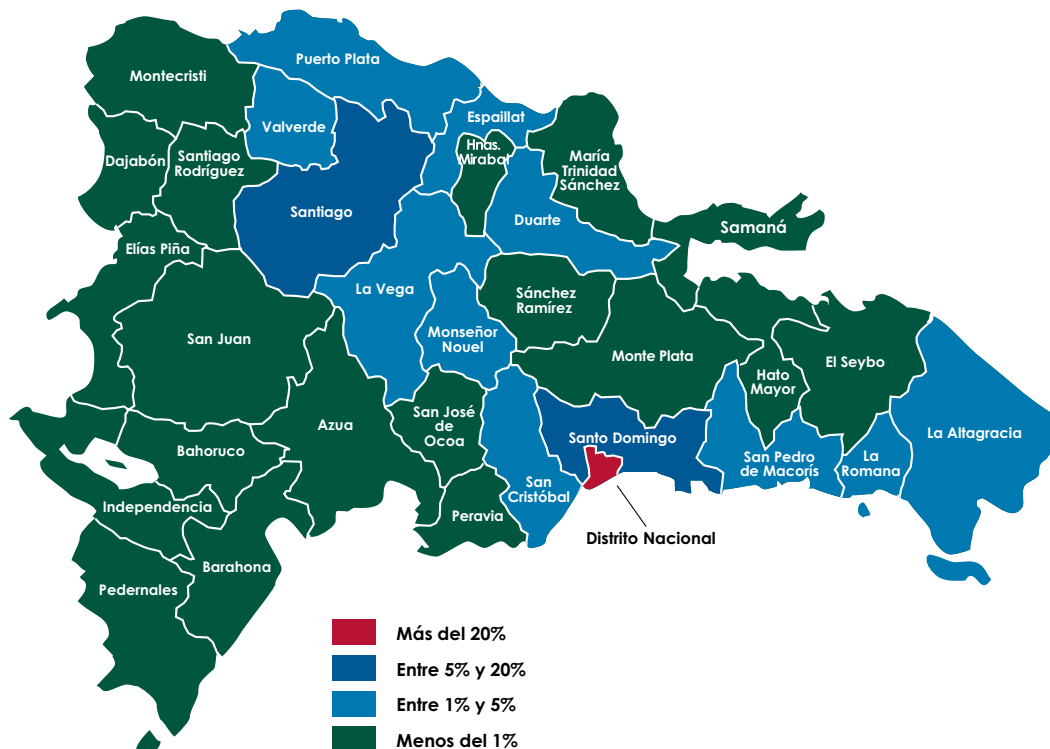 Puerto Plata
Montecristi
Espaillat
Valverde
Hnas.
Mirabal
Dajabón
Santiago
Rodríguez
María
Trinidad
Sánchez
Santiago
Duarte
Samaná
Elías Piña
La Vega
Sánchez
Ramírez
San Juan
Monseñor
Nouel
Monte Plata
El Seybo
Hato
Mayor
San José
de
Ocoa
Azua
Santo Domingo
La Altagracia
Bahoruco
San Pedro
de Macorís
La
Romana
San
Cristóbal
Independencia
Peravia
Distrito Nacional
Barahona
Pedernales
Más del 20%
Entre 5% y 20%
Entre 1% y 5%
Menos del 1%